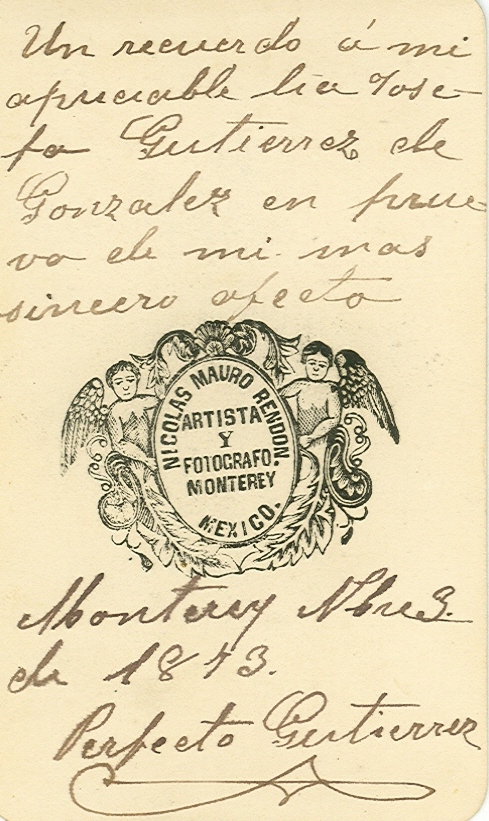 Un recuerdo á mi
apreciable tia Jose-
fa Gutierrez de
Gonzalez en prue-
va de mi mas
sincero afecto
NICOLAS MAURO RENDON.
ARTISTA
Y
FOTOGRAFO.
MONTEREY
MEXICO.
Monterey Nbre 3.
de 1873.
Perfecto Gutierrez